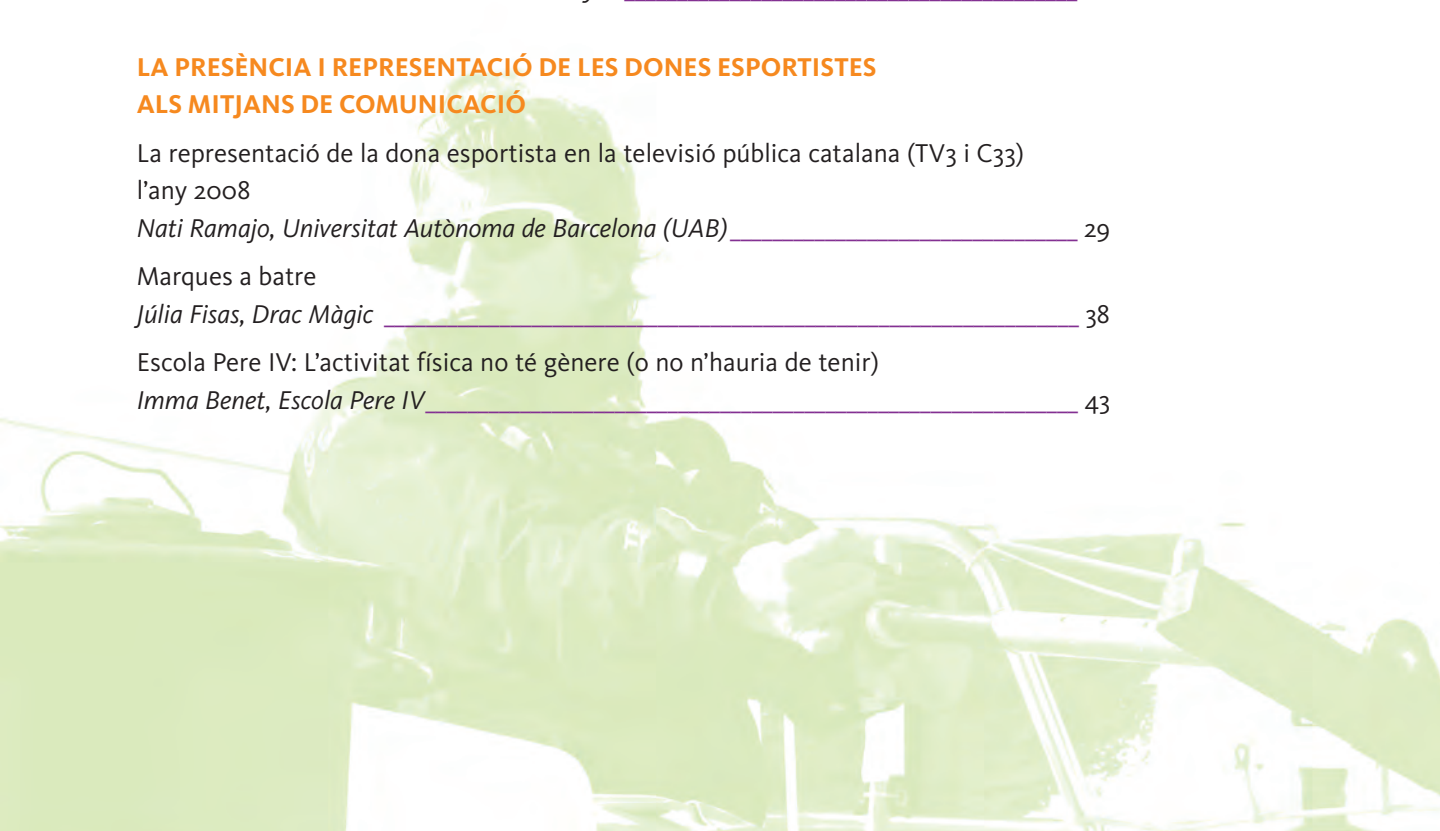 LA PRESÈNCIA I REPRESENTACIÓ DE LES DONES ESPORTISTES
ALS MITJANS DE COMUNICACIÓ
La representació de la dona esportista en la televisió pública catalana (TV3 i C33)
l’any 2008
Nati Ramajo, Universitat Autònoma de Barcelona (UAB) 29
Marques a batre
Júlia Fisas, Drac Màgic 38
Escola Pere IV: L’activitat física no té gènere (o no n’hauria de tenir)
Imma Benet, Escola Pere IV 43